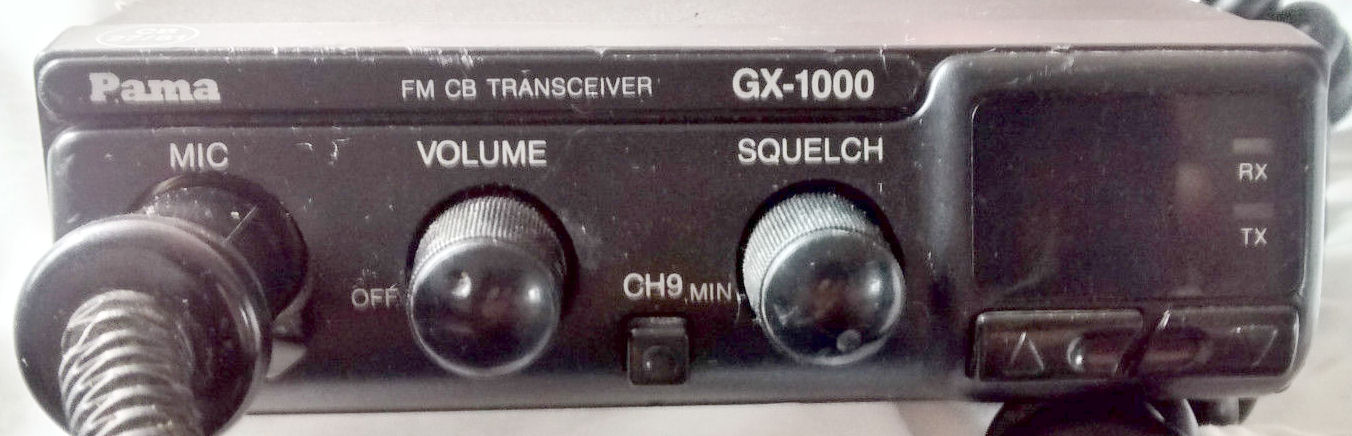 Pama
FM CB TRANSCEIVER
GX-1000
MIC
VOLUME
SQUELCH
RX
TX
OFF
CH9
MIN